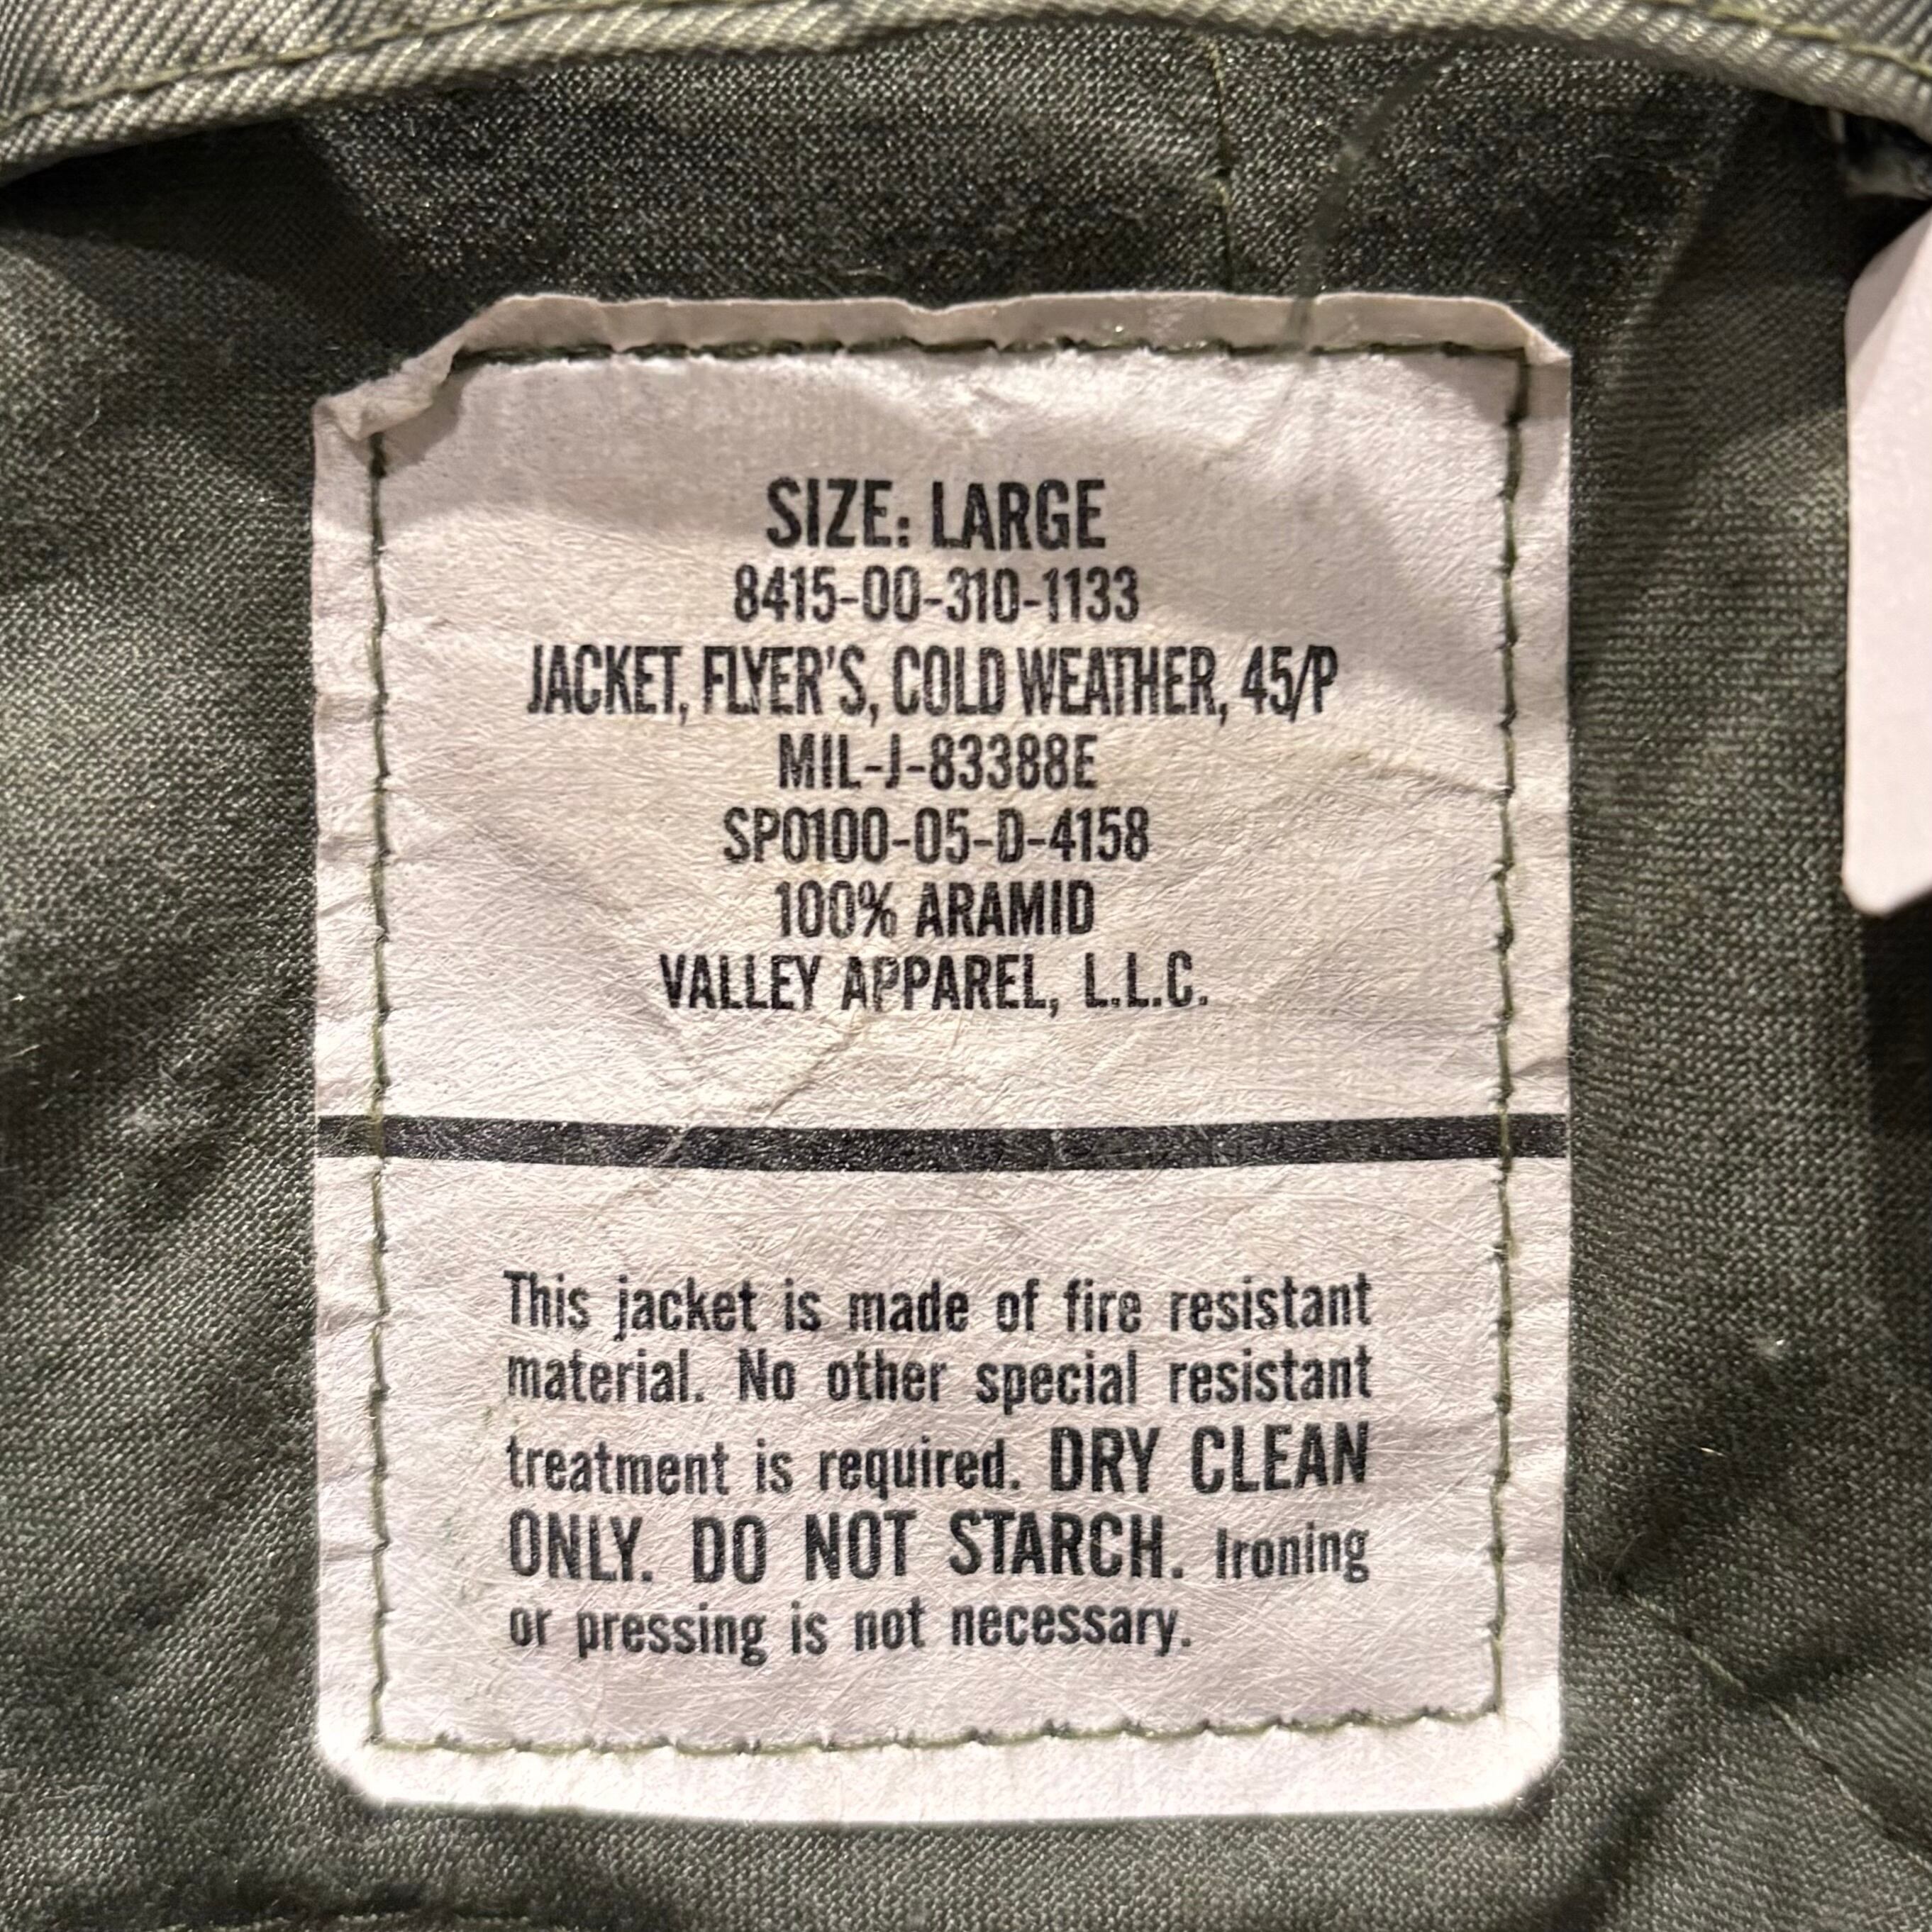 SIZE: LARGE
8415-00-310-1133
JACKET, FLYER'S, COLD WEATHER, 45/P
MIL-J-83388E
SP0100-05-D-4158
100% ARAMID
VALLEY APPAREL, L.L.C.
This jacket is made of fire resistant
material. No other special resistant
treatment is required. DRY CLEAN
ONLY. DO NOT STARCH. Ironing
or pressing is not necessary.